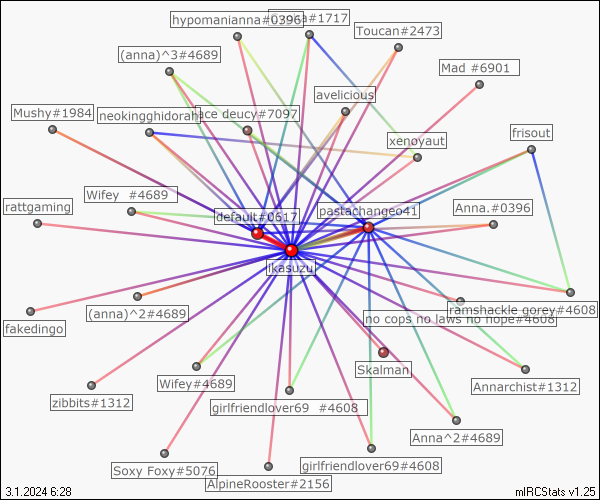 hypomanianna#0396
#1717
Toucan#2473
(anna)^3#4689
Mad #6901
avelicious
Mushy#1984
neokingghidorah
ace deucy#7097
frisout
xenoyaut
Wifey #4689
rattgaming
default#0617
pastachangeo41
Anna.#0396
ikasuzu
(anna)^2#4689
ramshackle gorey#4608
no cops no laws no hope#4608
fakedingo
Skalman
Wifey#4689
Annarchist#1312
zibbits#1312
girlfriendlover69 #4608
Anna^2#4689
Soxy Foxy#5076
girlfriendlover69#4608
AlpineRooster#2156
3.1.2024 6:28
mIRCStats v1.25